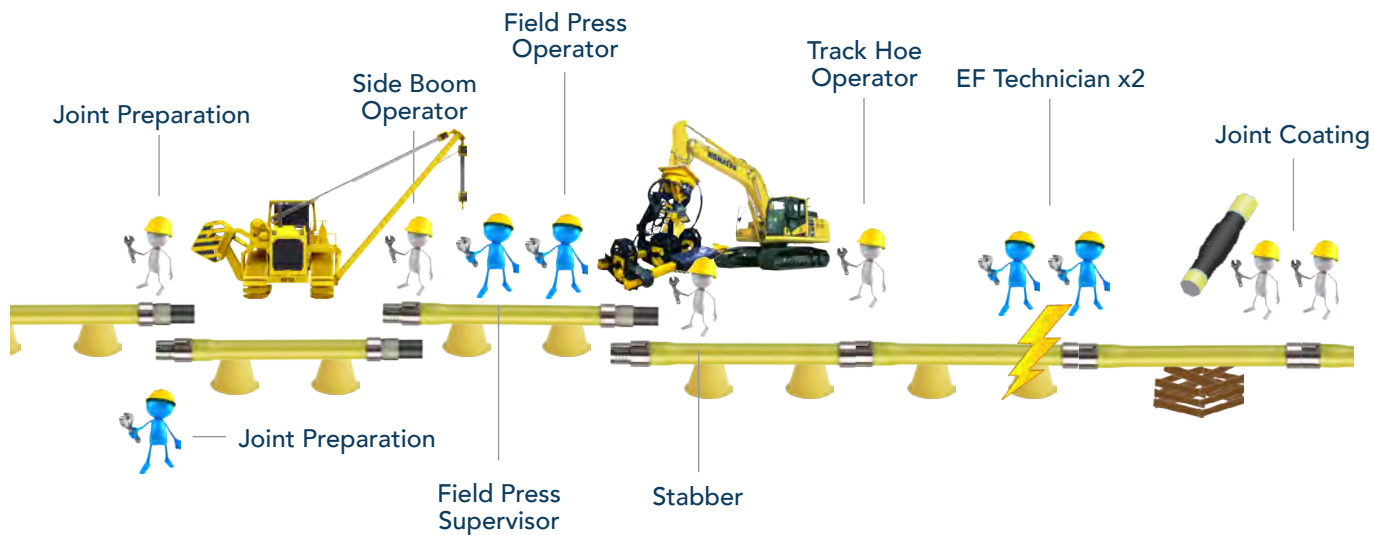 Field Press
Operator
Track Hoe
Operator
EF Technician x2
Side Boom
Operator
Joint Preparation
Joint Coating
KOMATSU
Joint Preparation
Field Press
Supervisor
Stabber